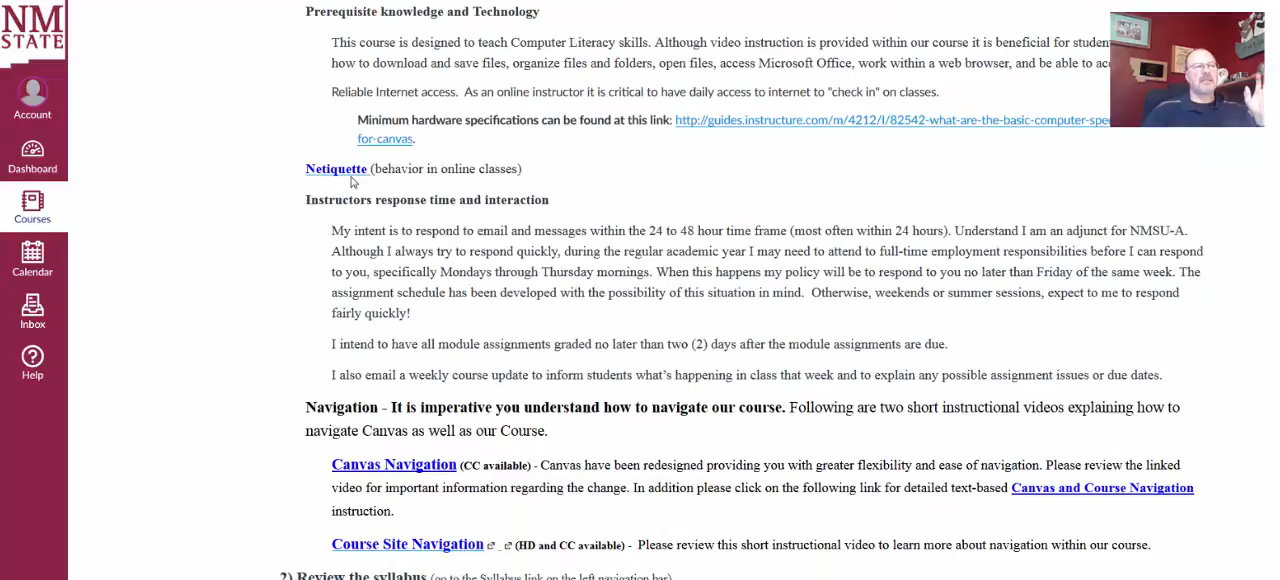 NM
STATE
Account
Dashboard
Courses
Calendar
Inbox
Help
Prerequisite knowledge and Technology
This course is designed to teach Computer Literacy skills. Although video instruction is provided within our course it is beneficial for
how to download and save files, organize files and folders, open files, access Microsoft Office, work within a web browser, and be able to
Reliable Internet access. As an online instructor it is critical to have daily access to internet to "check in" on classes.
Minimum hardware specifications can be found at this link: http://guides.instructure.com/m/4212/l/82542-what-are-the-basic-computer-spe
for-canvas.
Netiquette (behavior in online classes)
Instructors response time and interaction
My intent is to respond to email and messages within the 24 to 48 hour time frame (most often within 24 hours). Understand I am an adjunct for NMSU-A.
Although I always try to respond quickly, during the regular academic year I may need to attend to full-time employment responsibilities before I can respond
to you, specifically Mondays through Thursday mornings. When this happens my policy will be to respond to you no later than Friday of the same week. The
assignment schedule has been developed with the possibility of this situation in mind. Otherwise, weekends or summer sessions, expect to me to respond
fairly quickly!
I intend to have all module assignments graded no later than two (2) days after the module assignments are due.
I also email a weekly course update to inform students what's happening in class that week and to explain any possible assignment issues or due dates.
Navigation - It is imperative you understand how to navigate our course. Following are two short instructional videos explaining how to
navigate Canvas as well as our Course.
Canvas Navigation (CC available) - Canvas have been redesigned providing you with greater flexibility and ease of navigation. Please review the linked
video for important information regarding the change. In addition please click on the following link for detailed text-based Canvas and Course Navigation
instruction.
Course Site Navigation (HD and CC available) - Please review this short instructional video to learn more about navigation within our course.
2) Review the syllabus (go to the Syllabus link on the left navigation bar)